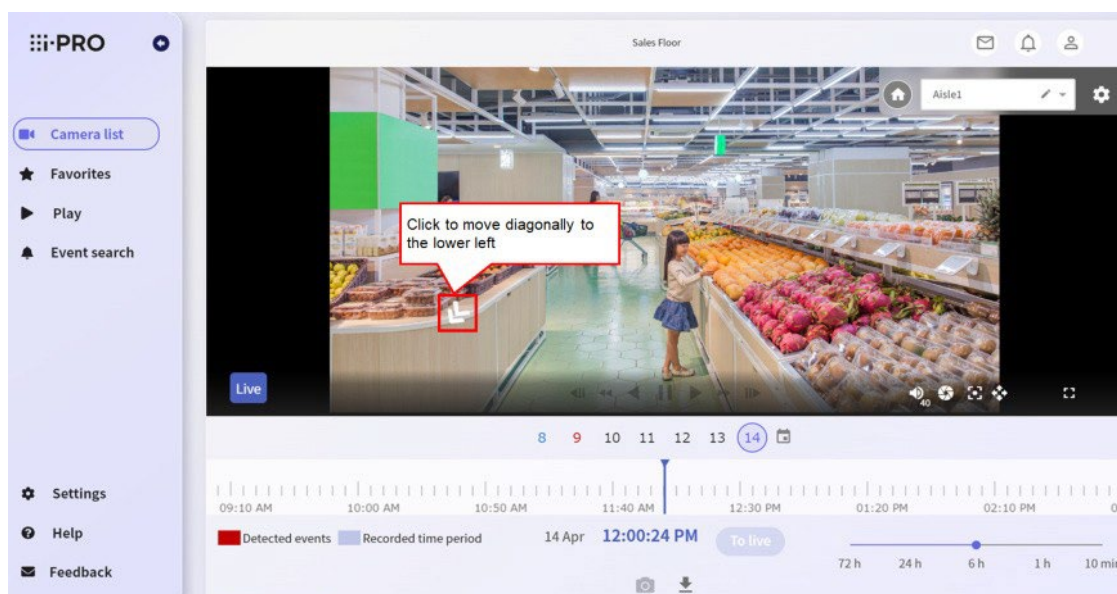 i-PRO
Sales Floor
Camera list
Favorites
Play
Event search
Settings
Help
Feedback
Aisle1
Click to move diagonally to
the lower left
Live
40
8 9 10 11 12 13 14
09:10 AM 10:00 AM 10:50 AM 11:40 AM 12:30 PM 01:20 PM 02:10 PM 0
Detected events Recorded time period 14 Apr 12:00:24 PM To live
72 h 24 h 6 h 1 h 10 min